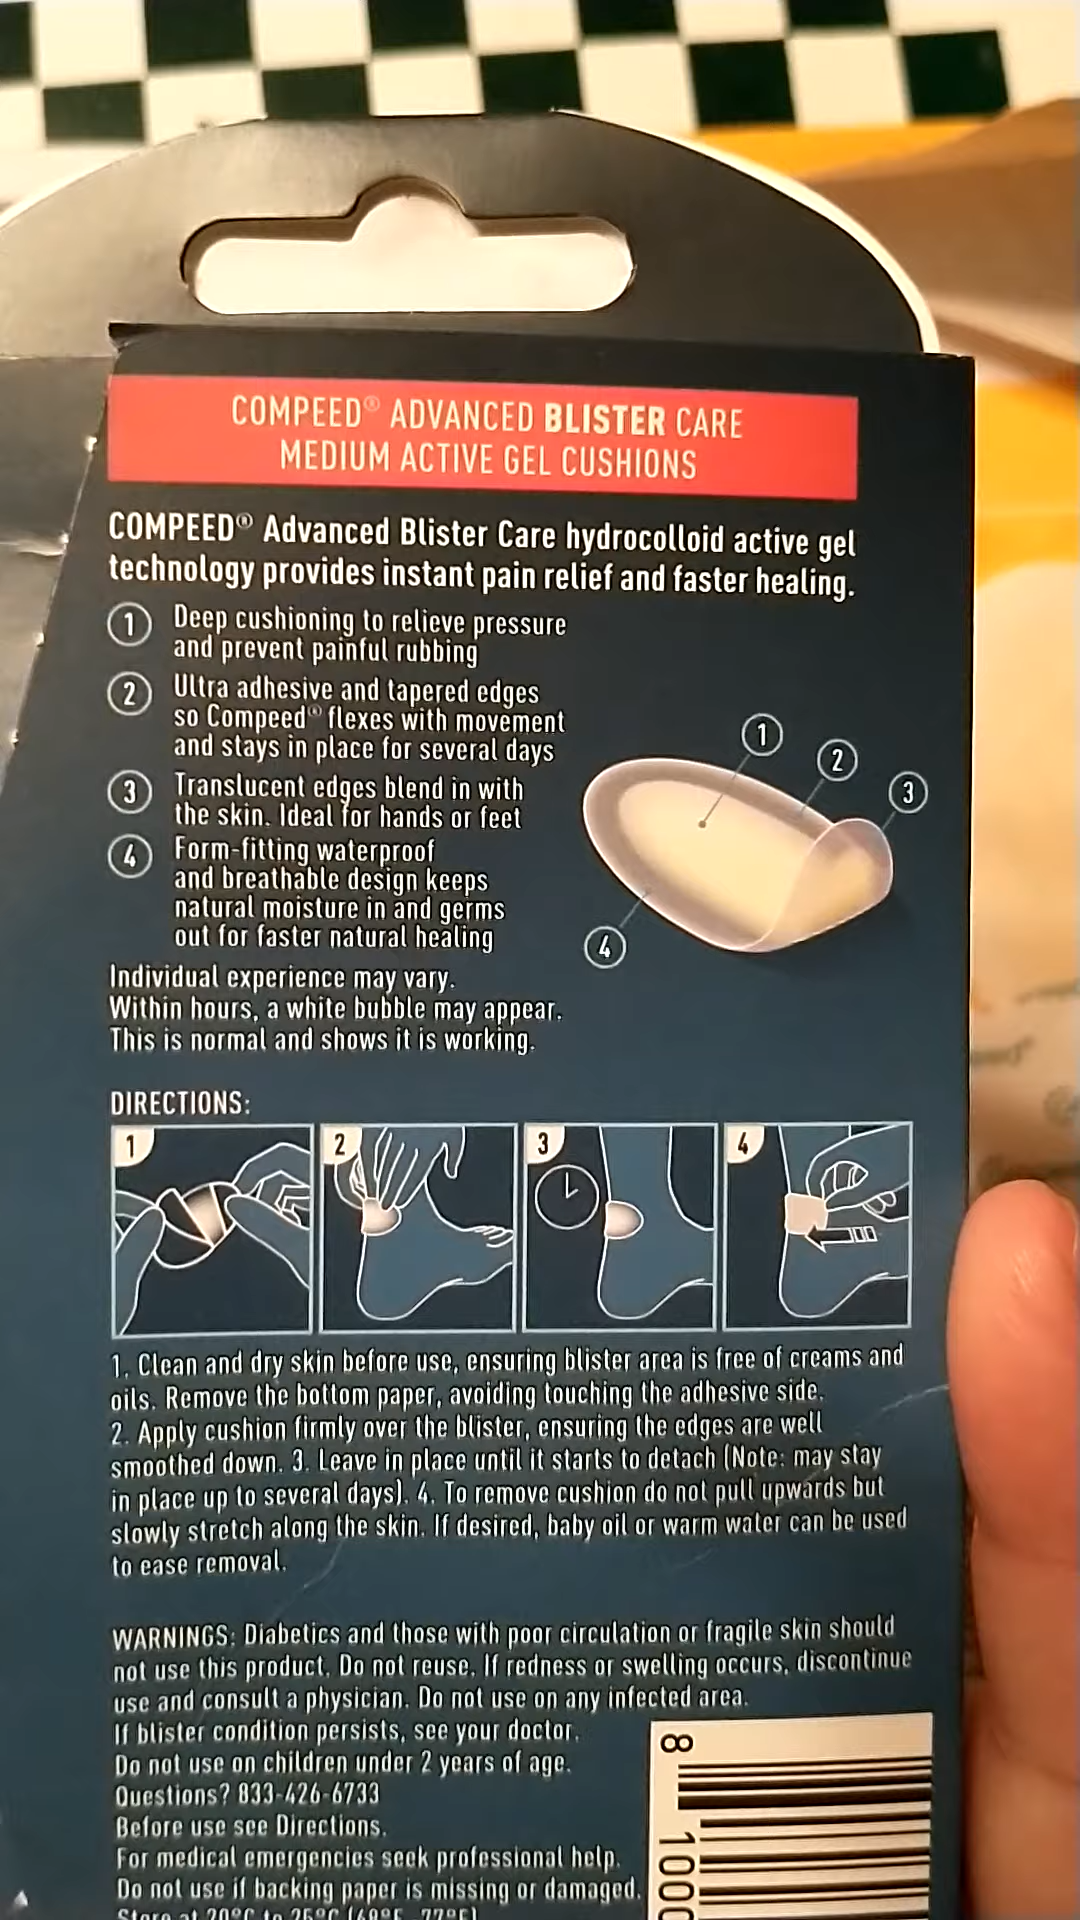 COMPEED® ADVANCED BLISTER CARE
MEDIUM ACTIVE GEL CUSHIONS
COMPEED® Advanced Blister Care hydrocolloid active gel
technology provides instant pain relief and faster healing.
1 Deep cushioning to relieve pressure
and prevent painful rubbing
2 Ultra adhesive and tapered edges
so Compeed® flexes with movement
and stays in place for several days
3 Translucent edges blend in with
the skin. Ideal for hands or feet
4 Form-fitting waterproof
and breathable design keeps
natural moisture in and germs
out for faster natural healing
1
2
3
4
Individual experience may vary.
Within hours, a white bubble may appear.
This is normal and shows it is working.
DIRECTIONS:
1 2 3 4
1. Clean and dry skin before use, ensuring blister area is free of creams and
oils. Remove the bottom paper, avoiding touching the adhesive side.
2. Apply cushion firmly over the blister, ensuring the edges are well
smoothed down. 3. Leave in place until it starts to detach (Note: may stay
in place up to several days). 4. To remove cushion do not pull upwards but
slowly stretch along the skin. If desired, baby oil or warm water can be used
to ease removal.
WARNINGS: Diabetics and those with poor circulation or fragile skin should
not use this product. Do not reuse. If redness or swelling occurs, discontinue
use and consult a physician. Do not use on any infected area.
If blister condition persists, see your doctor.
Do not use on children under 2 years of age.
Questions? 833-426-6733
Before use see Directions.
For medical emergencies seek professional help.
Do not use if backing paper is missing or damaged.
Store at 20°C to 25°C (68°F - 77°F)
8 1000